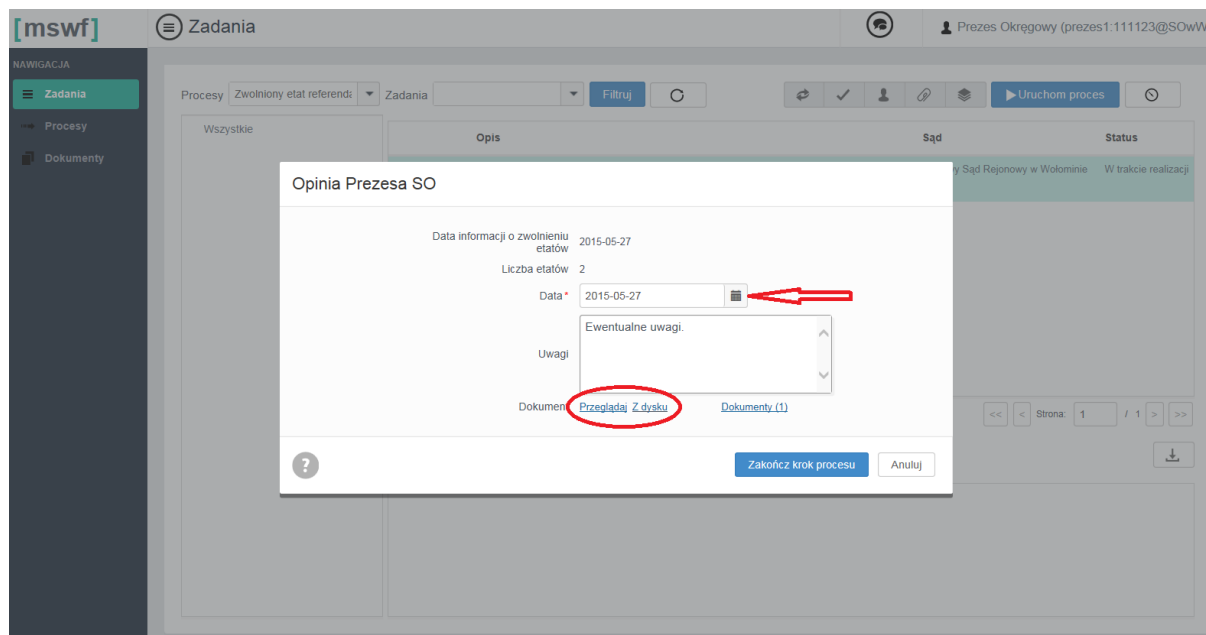 [mswf]
Zadania
Prezes Okręgowy (prezes1:111123@SOwW
NAWIGACJA
Zadania
Procesy
Dokumenty
Procesy Zwolniony etat referenda Zadania Filtruj Uruchom proces
Wszystkie
Opis Sąd Status
y Sąd Rejonowy w Wołominie W trakcie realizacji
Opinia Prezesa SO
Data informacji o zwolnieniu
etatów 2015-05-27
Liczba etatów 2
Data* 2015-05-27
Ewentualne uwagi.
Uwagi
Dokumen Przeglądaj Z dysku Dokumenty (1)
<< < Strona: 1 / 1 > >>
? Zakończ krok procesu Anuluj